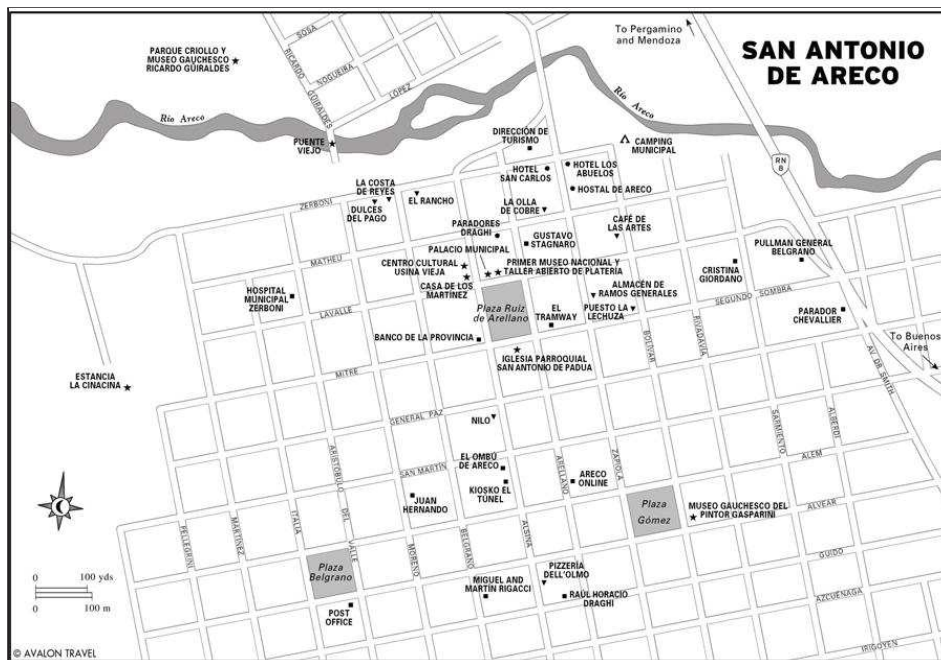 SAN ANTONIO
DE ARECO
To Pergamino
and Mendoza
SOSA
PARQUE CRIOLLO Y
MUSEO GAUCHESCO
RICARDO GÜIRALDES
RICARDO GÜIRALDES
NOGUEIRA
LÓPEZ
Río Areco
Río Areco
PUENTE
VIEJO
DIRECCIÓN DE
TURISMO
CAMPING
MUNICIPAL
RN
8
HOTEL
SAN CARLOS
HOTEL LOS
ABUELOS
HOSTAL DE ARECO
LA COSTA
DE REYES
EL RANCHO
DULCES
DEL PAGO
ZERBONI
LA OLLA
DE COBRE
PARADORES
DRAGHI
GUSTAVO
STAGNARO
CAFÉ DE
LAS ARTES
PALACIO MUNICIPAL
PULLMAN GENERAL
BELGRANO
MATHEU
CENTRO CULTURAL
USINA VIEJA
PRIMER MUSEO NACIONAL Y
TALLER ABIERTO DE PLATERÍA
CRISTINA
GIORDANO
CASA DE LOS
MARTÍNEZ
HOSPITAL
MUNICIPAL
ZERBONI
ALMACÉN DE
RAMOS GENERALES
SEGUNDO SOMBRA
Plaza Ruiz
de Arellano
EL
TRAMWAY
PUESTO LA
LECHUZA
PARADOR
CHEVALLIER
LAVALLE
BANCO DE LA PROVINCIA
BOLÍVAR
RIVADAVIA
To Buenos
Aires
IGLESIA PARROQUIAL
SAN ANTONIO DE PADUA
AV. DR SMITH
MITRE
ESTANCIA
LA CINACINA
GENERAL PAZ
NILO
SARMIENTO
ALBERDI
ARISTÓBULO DEL VALLE
SAN MARTÍN
EL OMBÚ
DE ARECO
ARELLANO
ZAPIOLA
ALEM
KIOSKO EL
TÚNEL
ARECO
ONLINE
JUAN
HERNANDO
Plaza
Gómez
MUSEO GAUCHESCO DEL
PINTOR GASPARINI
ALVEAR
PELLEGRINI
MARTÍNEZ
ITALIA
MORENO
BELGRANO
ALSINA
GUIDO
Plaza
Belgrano
PIZZERÍA
DELL'OLMO
MIGUEL AND
MARTÍN RIGACCI
RAÚL HORACIO
DRAGHI
AZCUÉNAGA
POST
OFFICE
IRIGOYEN
0 100 yds
0 100 m
© AVALON TRAVEL